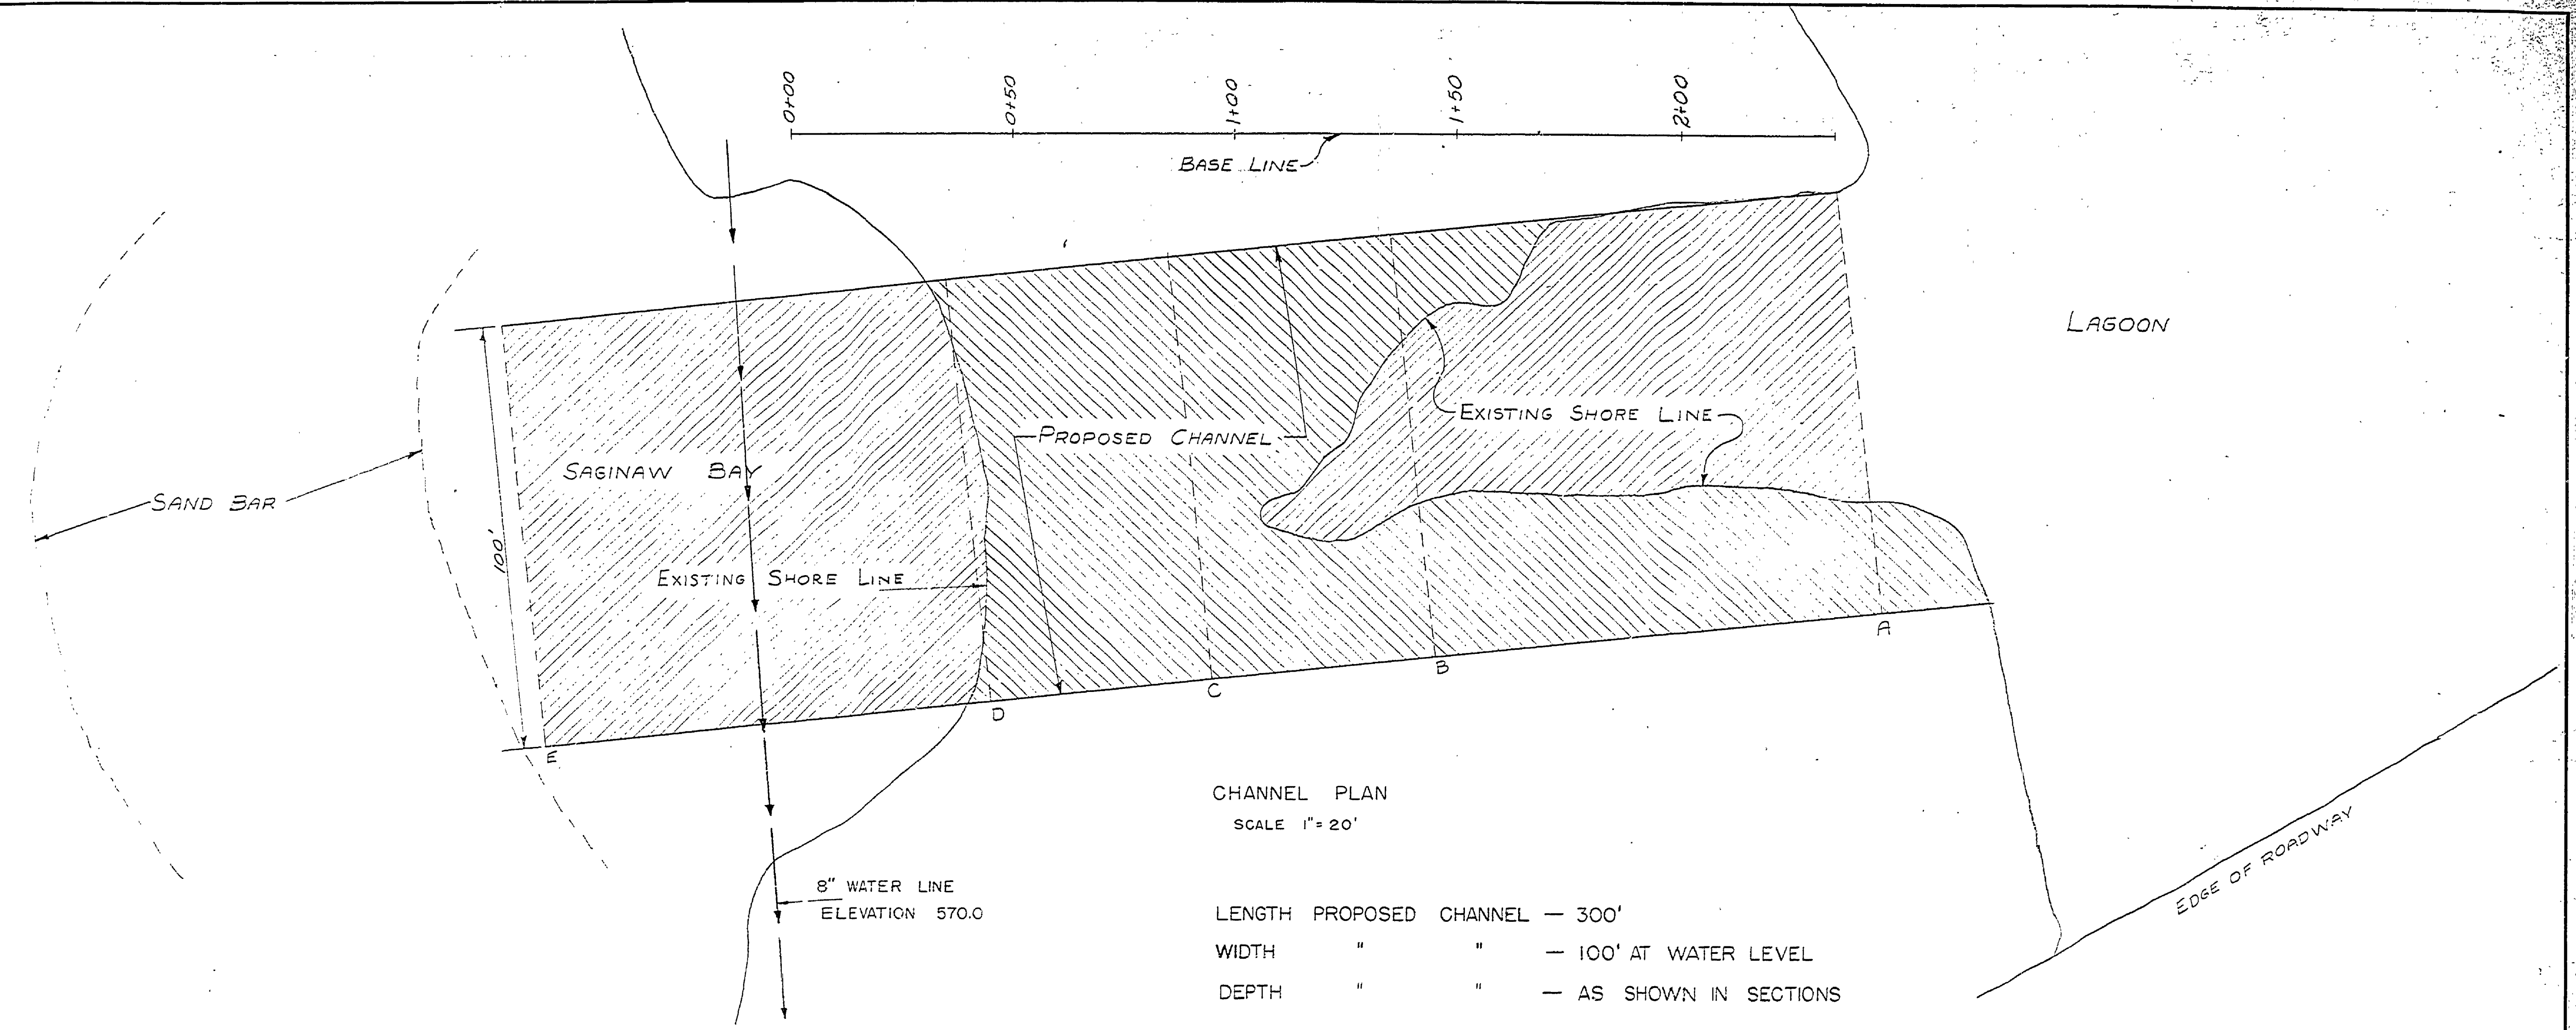 0+00
0+50
1+00
1+50
2+00
BASE LINE
LAGOON
EXISTING SHORE LINE
PROPOSED CHANNEL
SAGINAW BAY
SAND BAR
100'
EXISTING SHORE LINE
A
B
C
D
E
CHANNEL PLAN
SCALE 1"=20'
8" WATER LINE
ELEVATION 570.0
EDGE OF ROADWAY
LENGTH PROPOSED CHANNEL — 300'
WIDTH " " — 100' AT WATER LEVEL
DEPTH " " — AS SHOWN IN SECTIONS